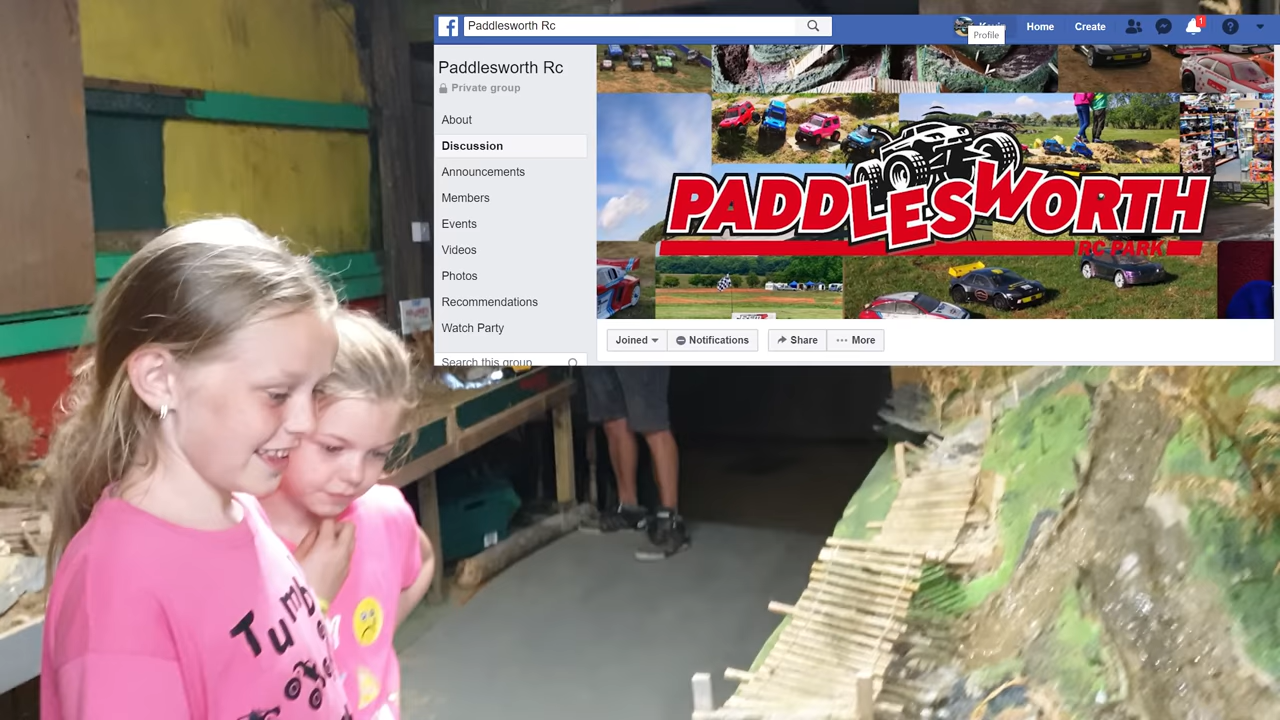 Paddlesworth Rc
Home
Create
1
Profile
Paddlesworth Rc
Private group
About
Discussion
Announcements
Members
Events
Videos
Photos
Recommendations
Watch Party
Search this group
PADDLESWORTH
RC PARK
Joined
Notifications
Share
More